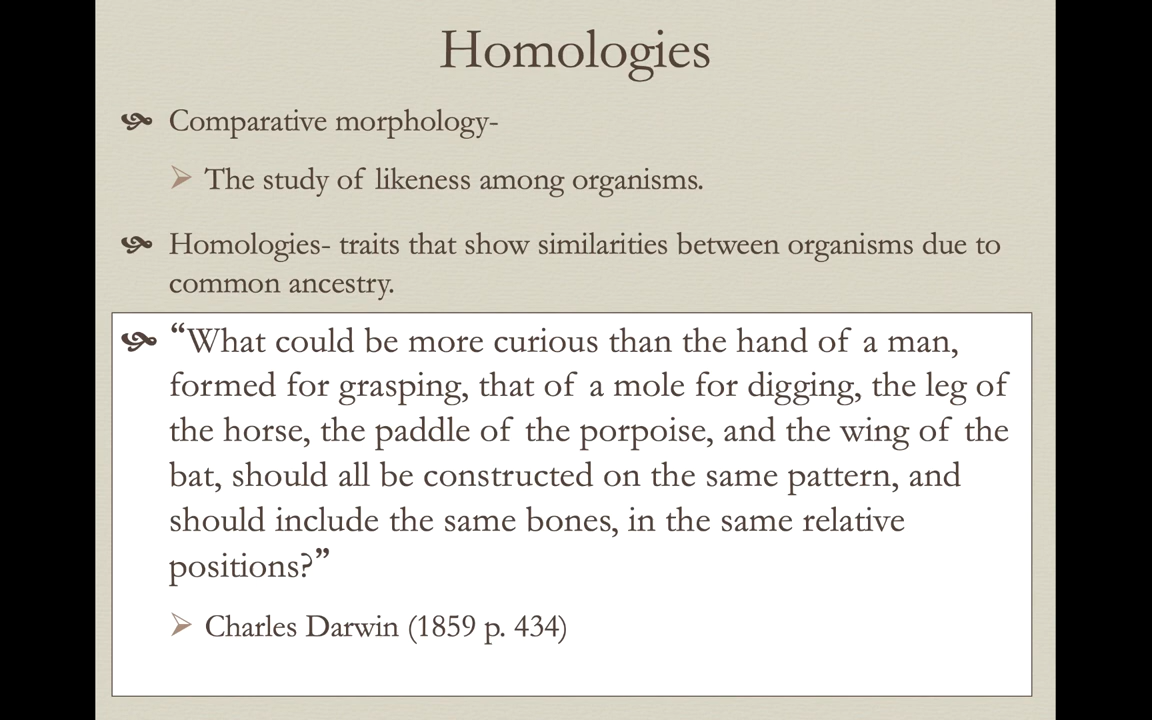 Homologies
Comparative morphology-
The study of likeness among organisms.
Homologies- traits that show similarities between organisms due to
common ancestry.
“What could be more curious than the hand of a man,
formed for grasping, that of a mole for digging, the leg of
the horse, the paddle of the porpoise, and the wing of the
bat, should all be constructed on the same pattern, and
should include the same bones, in the same relative
positions?”
Charles Darwin (1859 p. 434)